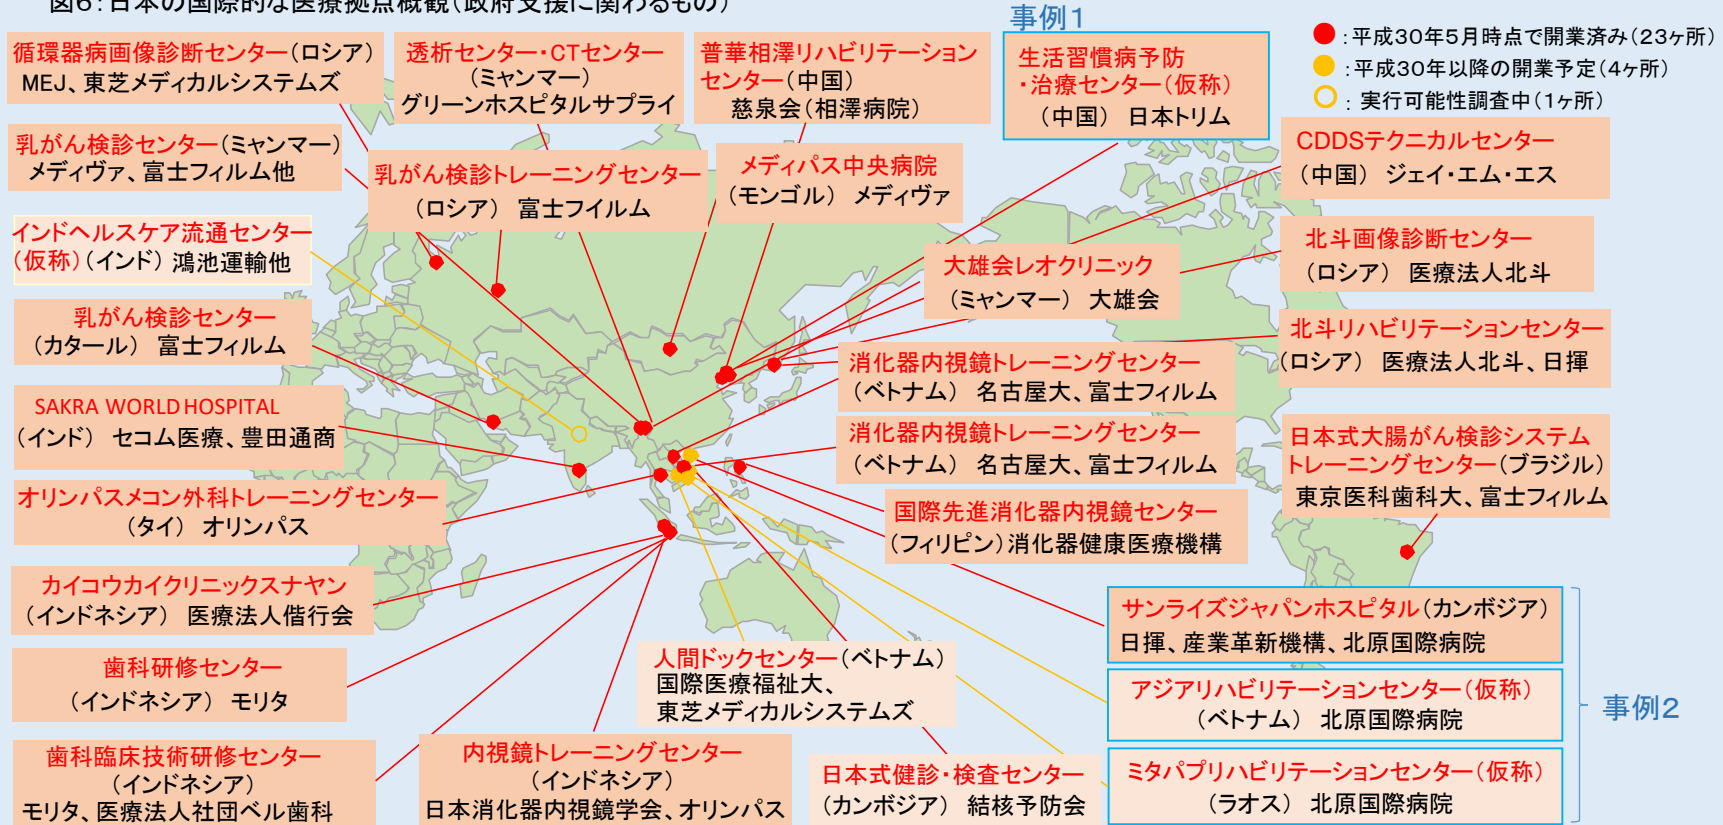 図6:日本の国際的な医療拠点概観(政府支援に関わるもの)
事例1
●:平成30年5月時点で開業済み(23ヶ所)
●:平成30年以降の開業予定(4ヶ所)
○:実行可能性調査中(1ヶ所)
循環器病画像診断センター(ロシア)
MEJ、東芝メディカルシステムズ
透析センター・CTセンター
(ミャンマー)
グリーンホスピタルサプライ
普華相澤リハビリテーション
センター(中国)
慈泉会(相澤病院)
生活習慣病予防
・治療センター(仮称)
(中国) 日本トリム
CDDSテクニカルセンター
(中国) ジェイ・エム・エス
乳がん検診センター(ミャンマー)
メディヴァ、富士フィルム他
乳がん検診トレーニングセンター
(ロシア) 富士フイルム
メディパス中央病院
(モンゴル) メディヴァ
インドヘルスケア流通センター
(仮称)(インド) 鴻池運輸他
大雄会レオクリニック
(ミャンマー) 大雄会
北斗画像診断センター
(ロシア) 医療法人北斗
乳がん検診センター
(カタール) 富士フィルム
北斗リハビリテーションセンター
(ロシア) 医療法人北斗、日揮
消化器内視鏡トレーニングセンター
(ベトナム) 名古屋大、富士フィルム
SAKRA WORLD HOSPITAL
(インド) セコム医療、豊田通商
消化器内視鏡トレーニングセンター
(ベトナム) 名古屋大、富士フィルム
日本式大腸がん検診システム
トレーニングセンター(ブラジル)
東京医科歯科大、富士フィルム
オリンパスメコン外科トレーニングセンター
(タイ) オリンパス
国際先進消化器内視鏡センター
(フィリピン)消化器健康医療機構
カイコウカイクリニックスナヤン
(インドネシア) 医療法人偕行会
サンライズジャパンホスピタル(カンボジア)
日揮、産業革新機構、北原国際病院
歯科研修センター
(インドネシア) モリタ
人間ドックセンター(ベトナム)
国際医療福祉大、
東芝メディカルシステムズ
アジアリハビリテーションセンター(仮称)
(ベトナム) 北原国際病院
事例2
歯科臨床技術研修センター
(インドネシア)
モリタ、医療法人社団ベル歯科
内視鏡トレーニングセンター
(インドネシア)
日本消化器内視鏡学会、オリンパス
日本式健診・検査センター
(カンボジア) 結核予防会
ミタパプリハビリテーションセンター(仮称)
(ラオス) 北原国際病院